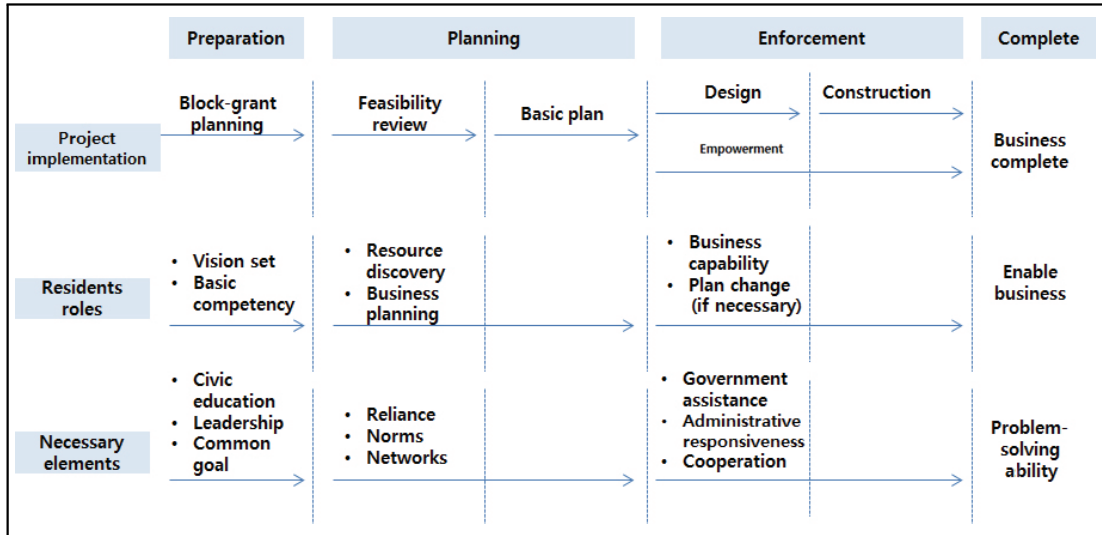 Preparation
Planning
Enforcement
Complete
Project
implementation
Block-grant
planning
Feasibility
review
Basic plan
Design
Construction
Empowerment
Business
complete
Residents
roles
• Vision set
• Basic
competency
• Resource
discovery
• Business
planning
• Business
capability
• Plan change
(if necessary)
Enable
business
Necessary
elements
• Civic
education
• Leadership
• Common
goal
• Reliance
• Norms
• Networks
• Government
assistance
• Administrative
responsiveness
• Cooperation
Problem-
solving
ability